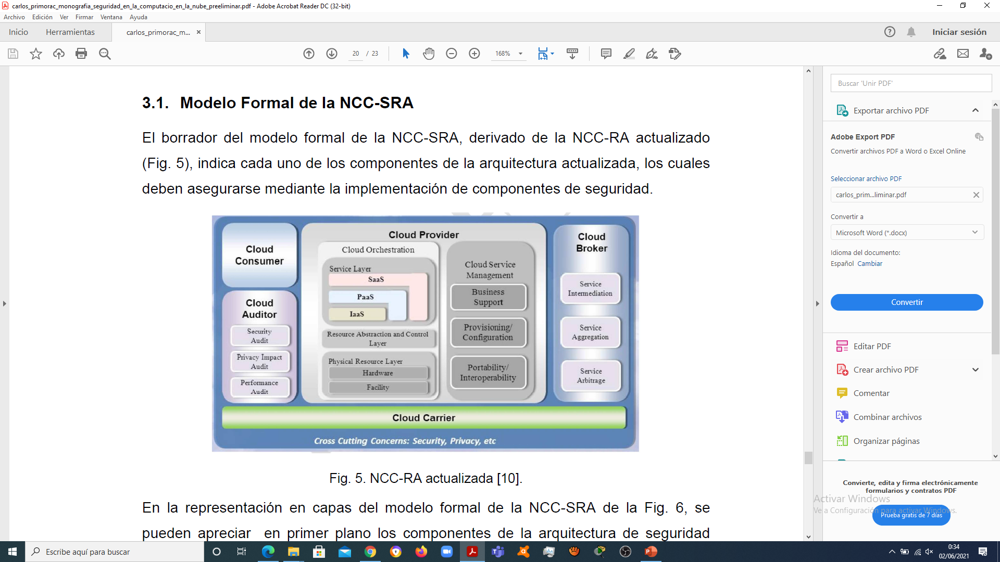 carlos_primorac_monografia_seguridad_en_la_computacio_en_la_nube_preeliminar.pdf - Adobe Acrobat Reader DC (32-bit)
Archivo Edición Ver Firmar Ventana Ayuda
Inicio Herramientas carlos_primorac_m... Iniciar sesión
20 / 23 168%
3.1. Modelo Formal de la NCC-SRA
El borrador del modelo formal de la NCC-SRA, derivado de la NCC-RA actualizado
(Fig. 5), indica cada uno de los componentes de la arquitectura actualizada, los cuales
deben asegurarse mediante la implementación de componentes de seguridad.
Cloud
Consumer
Cloud
Auditor
Security
Audit
Privacy Impact
Audit
Performance
Audit
Cloud Provider
Cloud Orchestration
Service Layer
SaaS
PaaS
IaaS
Resource Abstraction and Control
Layer
Physical Resource Layer
Hardware
Facility
Cloud Service
Management
Business
Support
Provisioning/
Configuration
Portability/
Interoperability
Cloud
Broker
Service
Intermediation
Service
Aggregation
Service
Arbitrage
Cloud Carrier
Cross Cutting Concerns: Security, Privacy, etc
Fig. 5. NCC-RA actualizada [10].
En la representación en capas del modelo formal de la NCC-SRA de la Fig. 6, se
pueden apreciar en primer plano los componentes de la arquitectura de seguridad
Buscar 'Unir PDF'
Exportar archivo PDF
Adobe Export PDF
Convertir archivos PDF a Word o Excel Online
Seleccionar archivo PDF
carlos_prim...liminar.pdf
Convertir a
Microsoft Word (*.docx)
Idioma del documento:
Español Cambiar
Convertir
Editar PDF
Crear archivo PDF
Comentar
Combinar archivos
Organizar páginas
Convierte, edita y firma electrónicamente
formularios y contratos PDF
Activar Windows
Ve a Configuración para activar Windows.
Prueba gratis de 7 días
Escribe aquí para buscar
0:34
02/06/2021